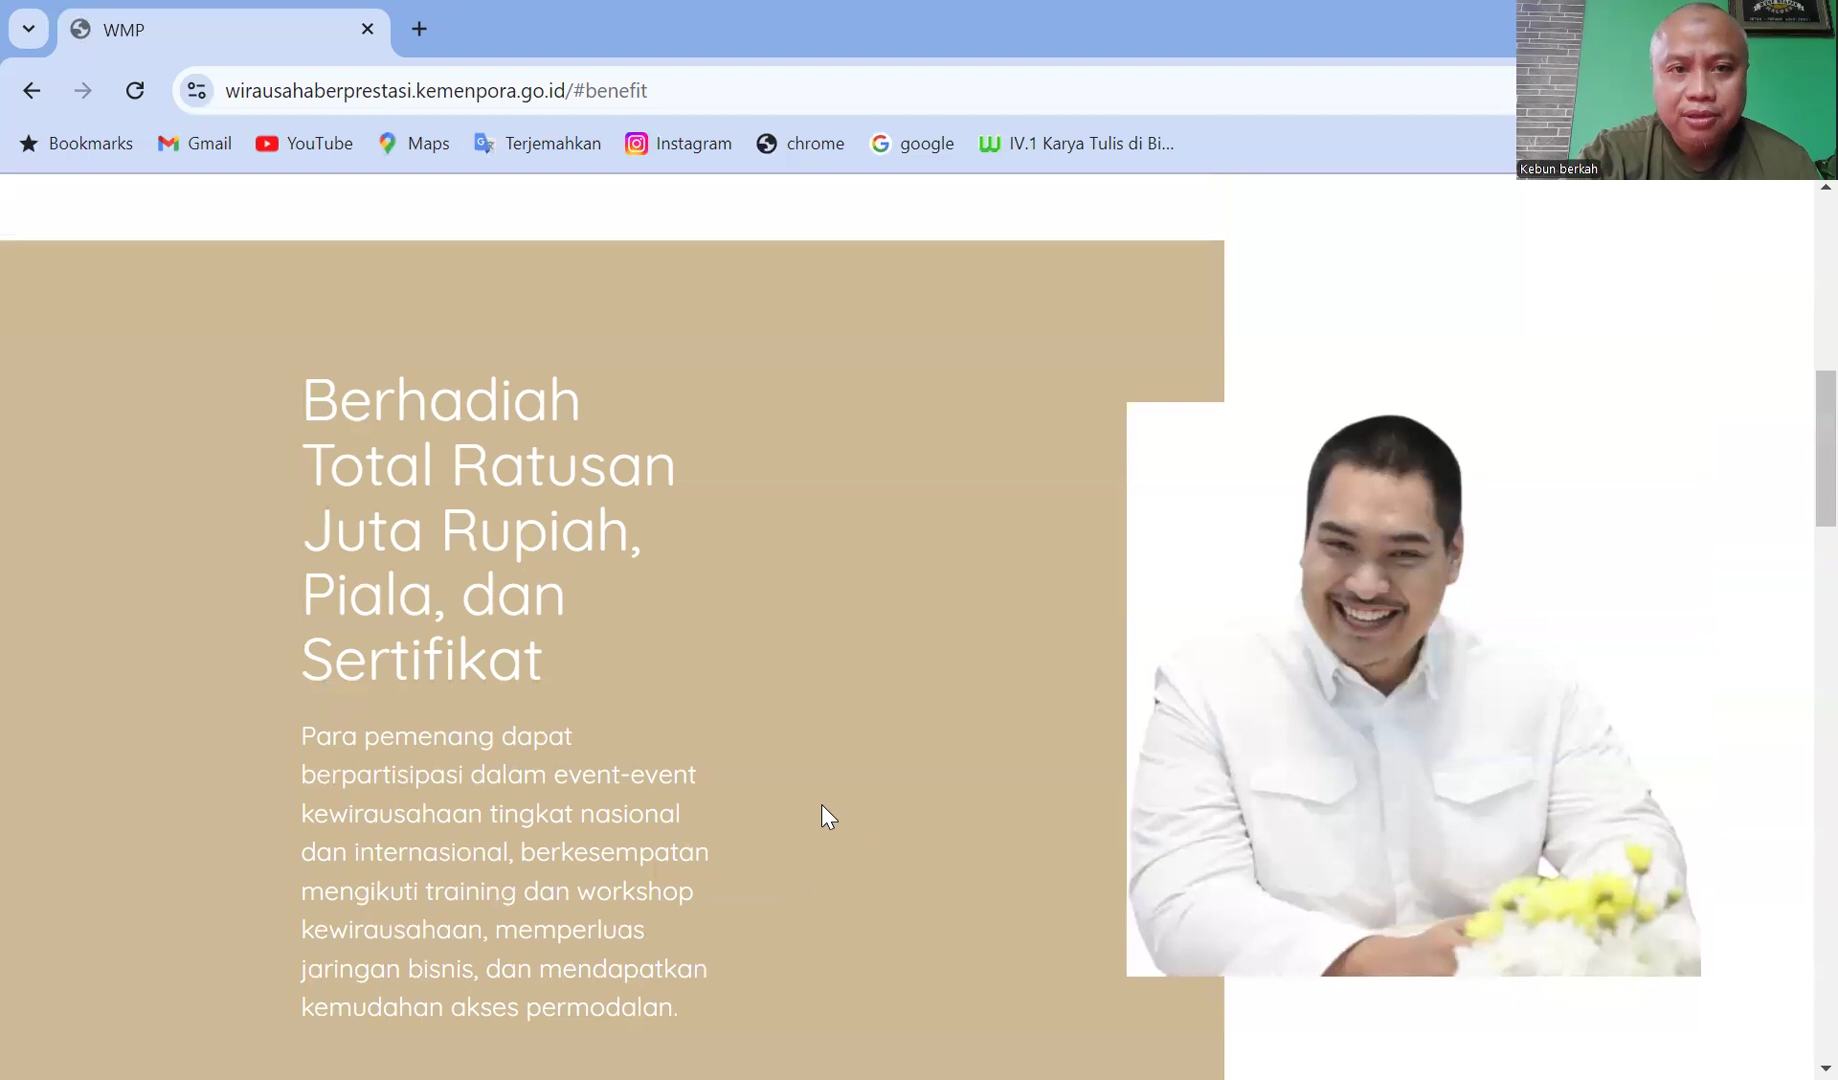 WMP
wirausahaberprestasi.kemenpora.go.id/#benefit
Bookmarks Gmail YouTube Maps Terjemahkan Instagram chrome google IV.1 Karya Tulis di Bi...
Kebun berkah
Berhadiah
Total Ratusan
Juta Rupiah,
Piala, dan
Sertifikat
Para pemenang dapat
berpartisipasi dalam event-event
kewirausahaan tingkat nasional
dan internasional, berkesempatan
mengikuti training dan workshop
kewirausahaan, memperluas
jaringan bisnis, dan mendapatkan
kemudahan akses permodalan.